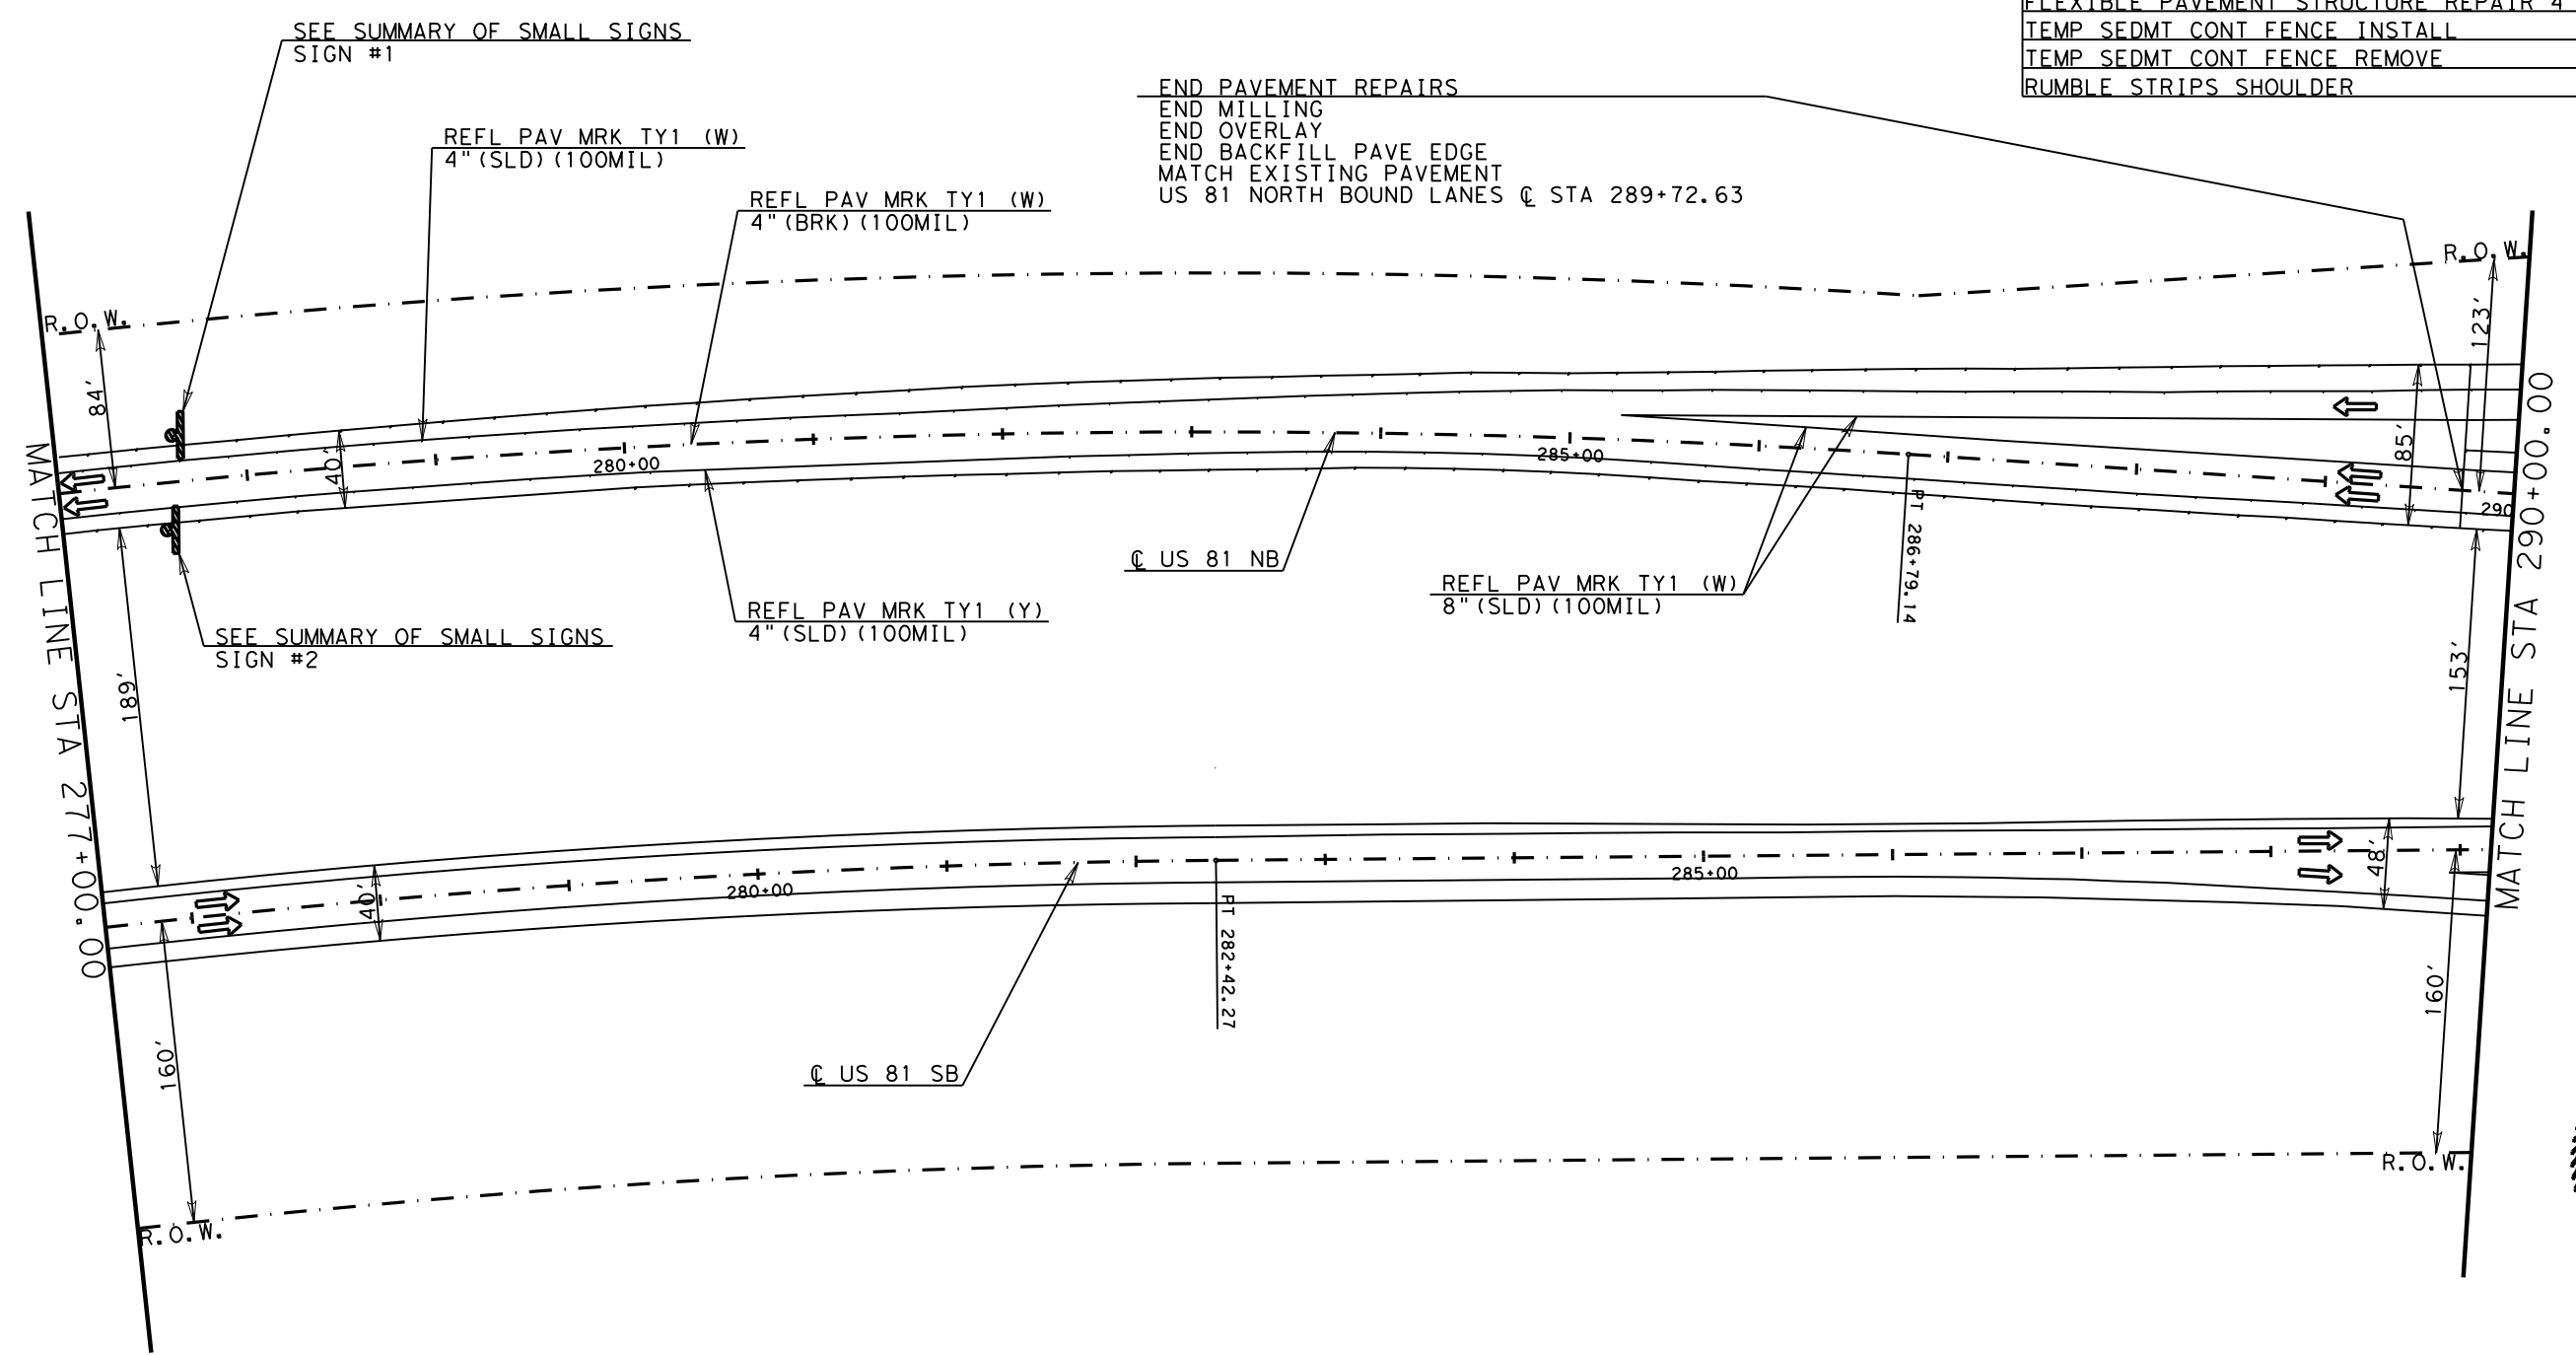 FLEXIBLE PAVEMENT STRUCTURE REPAIR 4
TEMP SEDMT CONT FENCE INSTALL
TEMP SEDMT CONT FENCE REMOVE
RUMBLE STRIPS SHOULDER
SEE SUMMARY OF SMALL SIGNS
SIGN #1
END PAVEMENT REPAIRS
END MILLING
END OVERLAY
END BACKFILL PAVE EDGE
MATCH EXISTING PAVEMENT
US 81 NORTH BOUND LANES ℄ STA 289+72.63
REFL PAV MRK TY1 (W)
4"(SLD)(100MIL)
REFL PAV MRK TY1 (W)
4"(BRK)(100MIL)
R.O.W.
R.O.W.
84'
123'
40'
85'
280+00
285+00
290
MATCH LINE STA 277+00.00
MATCH LINE STA 290+00.00
PT 286+79.14
℄ US 81 NB
REFL PAV MRK TY1 (W)
8"(SLD)(100MIL)
REFL PAV MRK TY1 (Y)
4"(SLD)(100MIL)
SEE SUMMARY OF SMALL SIGNS
SIGN #2
189'
153'
40'
280+00
285+00
48'
PT 282+42.27
160'
160'
℄ US 81 SB
R.O.W.
R.O.W.